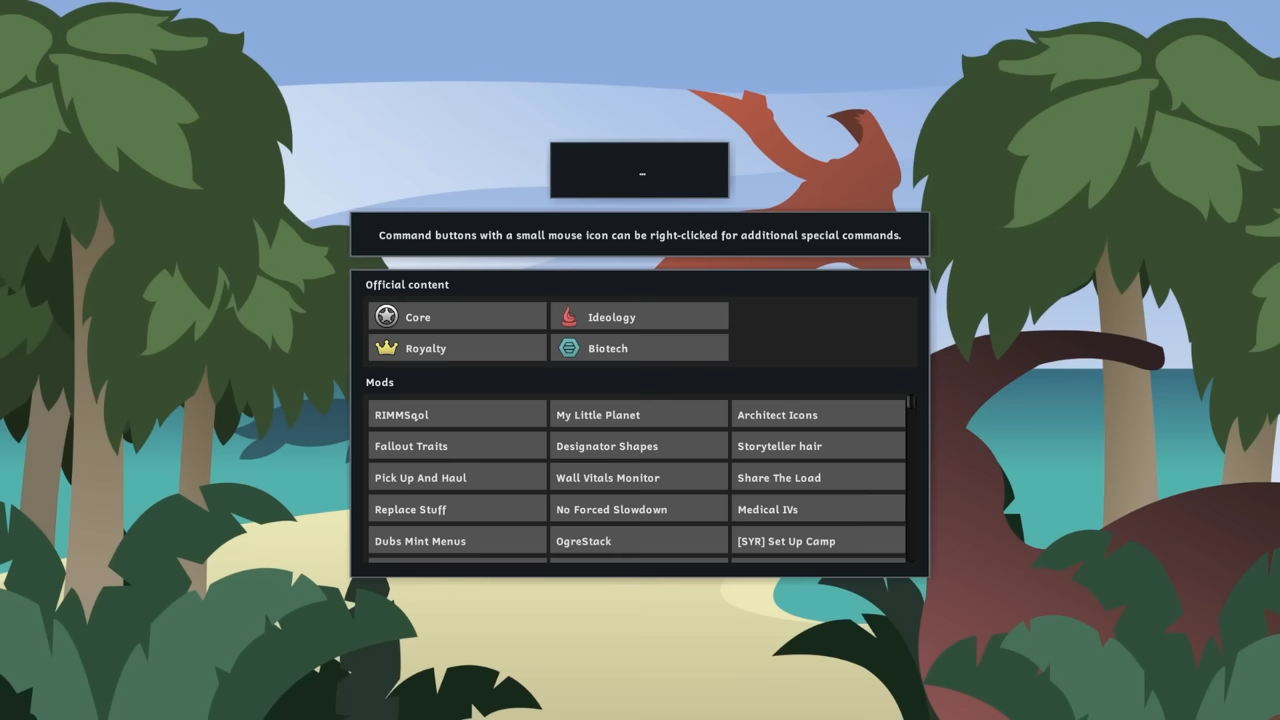 ...
Command buttons with a small mouse icon can be right-clicked for additional special commands.
Official content
Core
Ideology
Royalty
Biotech
Mods
RIMMSqol
My Little Planet
Architect Icons
Fallout Traits
Designator Shapes
Storyteller hair
Pick Up And Haul
Wall Vitals Monitor
Share The Load
Replace Stuff
No Forced Slowdown
Medical IVs
Dubs Mint Menus
OgreStack
[SYR] Set Up Camp